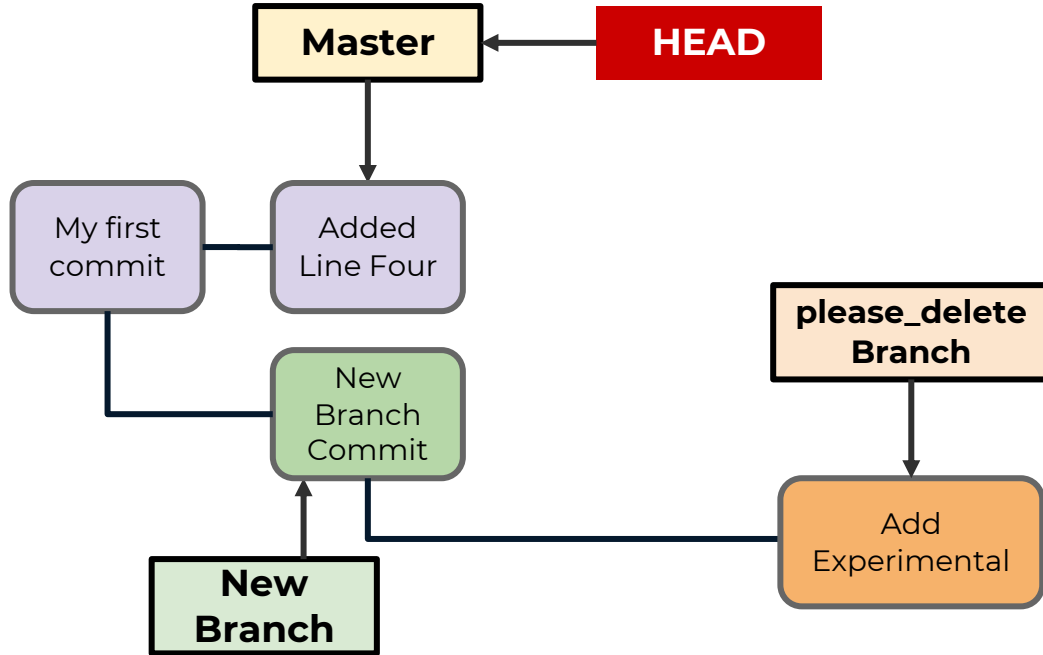 Master
HEAD
My first
commit
Added
Line Four
please_delete
Branch
New
Branch
Commit
Add
Experimental
New
Branch